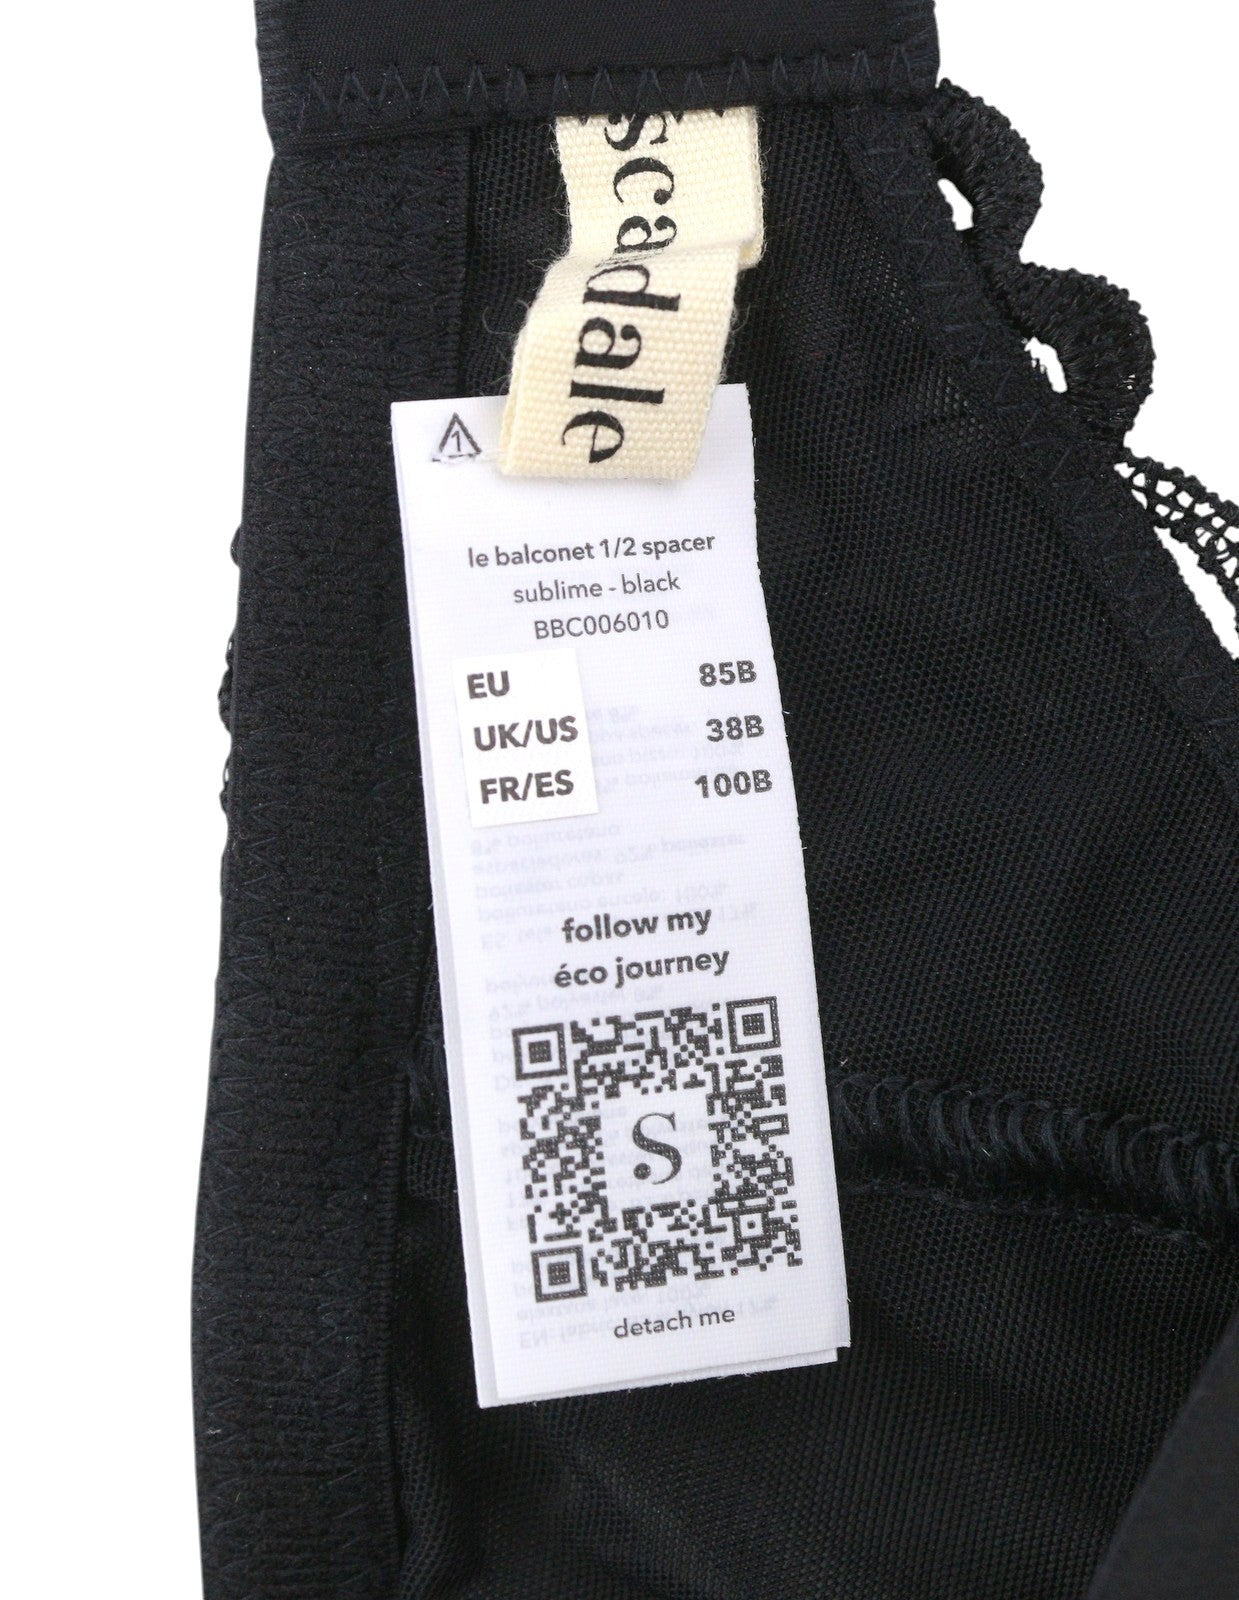 scadale
1
le balconet 1/2 spacer
sublime - black
BBC006010
EU 85B
UK/US 38B
FR/ES 100B
follow my
éco journey
S
detach me